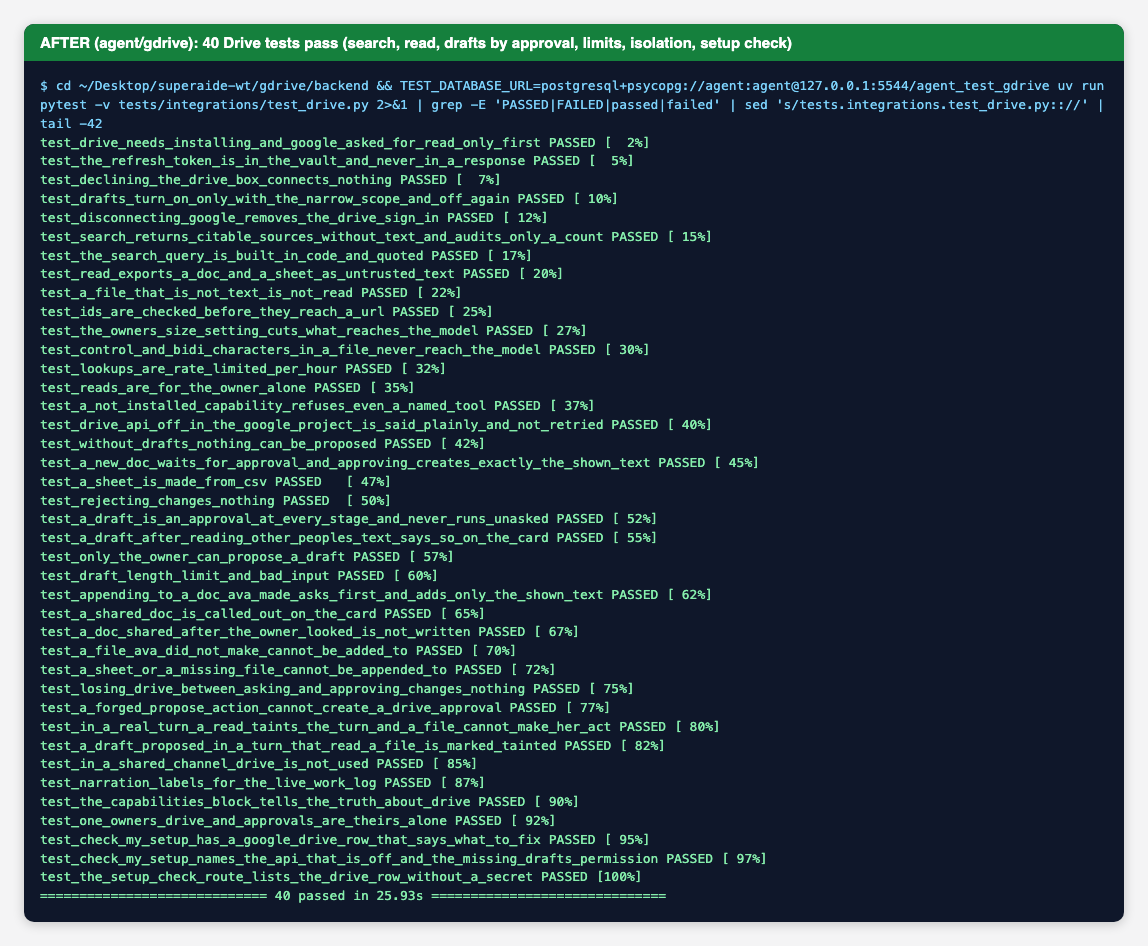 AFTER (agent/gdrive): 40 Drive tests pass (search, read, drafts by approval, limits, isolation, setup check)
$ cd ~/Desktop/superaide-wt/gdrive/backend && TEST_DATABASE_URL=postgresql+psycopg://agent:agent@127.0.0.1:5544/agent_test_gdrive uv run
pytest -v tests/integrations/test_drive.py 2>&1 | grep -E 'PASSED|FAILED|passed|failed' | sed 's/tests.integrations.test_drive.py:://' |
tail -42
test_drive_needs_installing_and_google_asked_for_read_only_first PASSED [  2%]
test_the_refresh_token_is_in_the_vault_and_never_in_a_response PASSED [  5%]
test_declining_the_drive_box_connects_nothing PASSED [  7%]
test_drafts_turn_on_only_with_the_narrow_scope_and_off_again PASSED [ 10%]
test_disconnecting_google_removes_the_drive_sign_in PASSED [ 12%]
test_search_returns_citable_sources_without_text_and_audits_only_a_count PASSED [ 15%]
test_the_search_query_is_built_in_code_and_quoted PASSED [ 17%]
test_read_exports_a_doc_and_a_sheet_as_untrusted_text PASSED [ 20%]
test_a_file_that_is_not_text_is_not_read PASSED [ 22%]
test_ids_are_checked_before_they_reach_a_url PASSED [ 25%]
test_the_owners_size_setting_cuts_what_reaches_the_model PASSED [ 27%]
test_control_and_bidi_characters_in_a_file_never_reach_the_model PASSED [ 30%]
test_lookups_are_rate_limited_per_hour PASSED [ 32%]
test_reads_are_for_the_owner_alone PASSED [ 35%]
test_a_not_installed_capability_refuses_even_a_named_tool PASSED [ 37%]
test_drive_api_off_in_the_google_project_is_said_plainly_and_not_retried PASSED [ 40%]
test_without_drafts_nothing_can_be_proposed PASSED [ 42%]
test_a_new_doc_waits_for_approval_and_approving_creates_exactly_the_shown_text PASSED [ 45%]
test_a_sheet_is_made_from_csv PASSED   [ 47%]
test_rejecting_changes_nothing PASSED  [ 50%]
test_a_draft_is_an_approval_at_every_stage_and_never_runs_unasked PASSED [ 52%]
test_a_draft_after_reading_other_peoples_text_says_so_on_the_card PASSED [ 55%]
test_only_the_owner_can_propose_a_draft PASSED [ 57%]
test_draft_length_limit_and_bad_input PASSED [ 60%]
test_appending_to_a_doc_ava_made_asks_first_and_adds_only_the_shown_text PASSED [ 62%]
test_a_shared_doc_is_called_out_on_the_card PASSED [ 65%]
test_a_doc_shared_after_the_owner_looked_is_not_written PASSED [ 67%]
test_a_file_ava_did_not_make_cannot_be_added_to PASSED [ 70%]
test_a_sheet_or_a_missing_file_cannot_be_appended_to PASSED [ 72%]
test_losing_drive_between_asking_and_approving_changes_nothing PASSED [ 75%]
test_a_forged_propose_action_cannot_create_a_drive_approval PASSED [ 77%]
test_in_a_real_turn_a_read_taints_the_turn_and_a_file_cannot_make_her_act PASSED [ 80%]
test_a_draft_proposed_in_a_turn_that_read_a_file_is_marked_tainted PASSED [ 82%]
test_in_a_shared_channel_drive_is_not_used PASSED [ 85%]
test_narration_labels_for_the_live_work_log PASSED [ 87%]
test_the_capabilities_block_tells_the_truth_about_drive PASSED [ 90%]
test_one_owners_drive_and_approvals_are_theirs_alone PASSED [ 92%]
test_check_my_setup_has_a_google_drive_row_that_says_what_to_fix PASSED [ 95%]
test_check_my_setup_names_the_api_that_is_off_and_the_missing_drafts_permission PASSED [ 97%]
test_the_setup_check_route_lists_the_drive_row_without_a_secret PASSED [100%]
============================= 40 passed in 25.93s ==============================